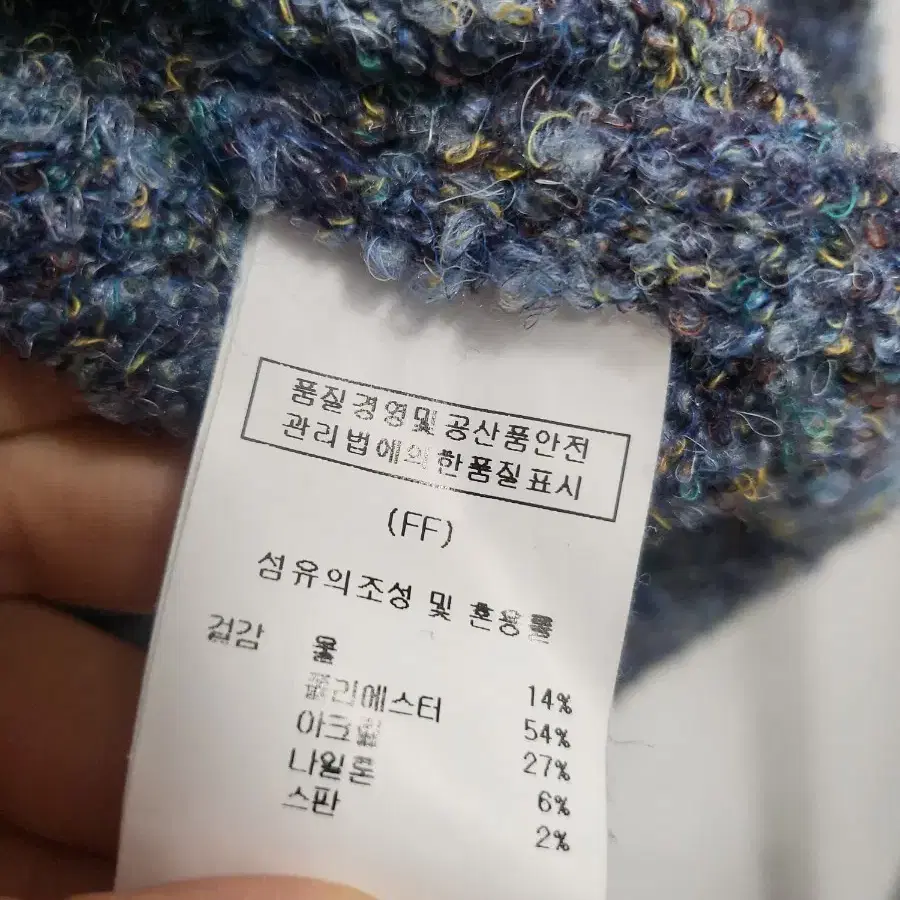 품질경영및공산품안전
관리법에의한품질표시
(FF)
섬유의조성 및 혼용률
겉감 울 14%
폴리에스터 54%
아크릴 27%
나일론 6%
스판 2%